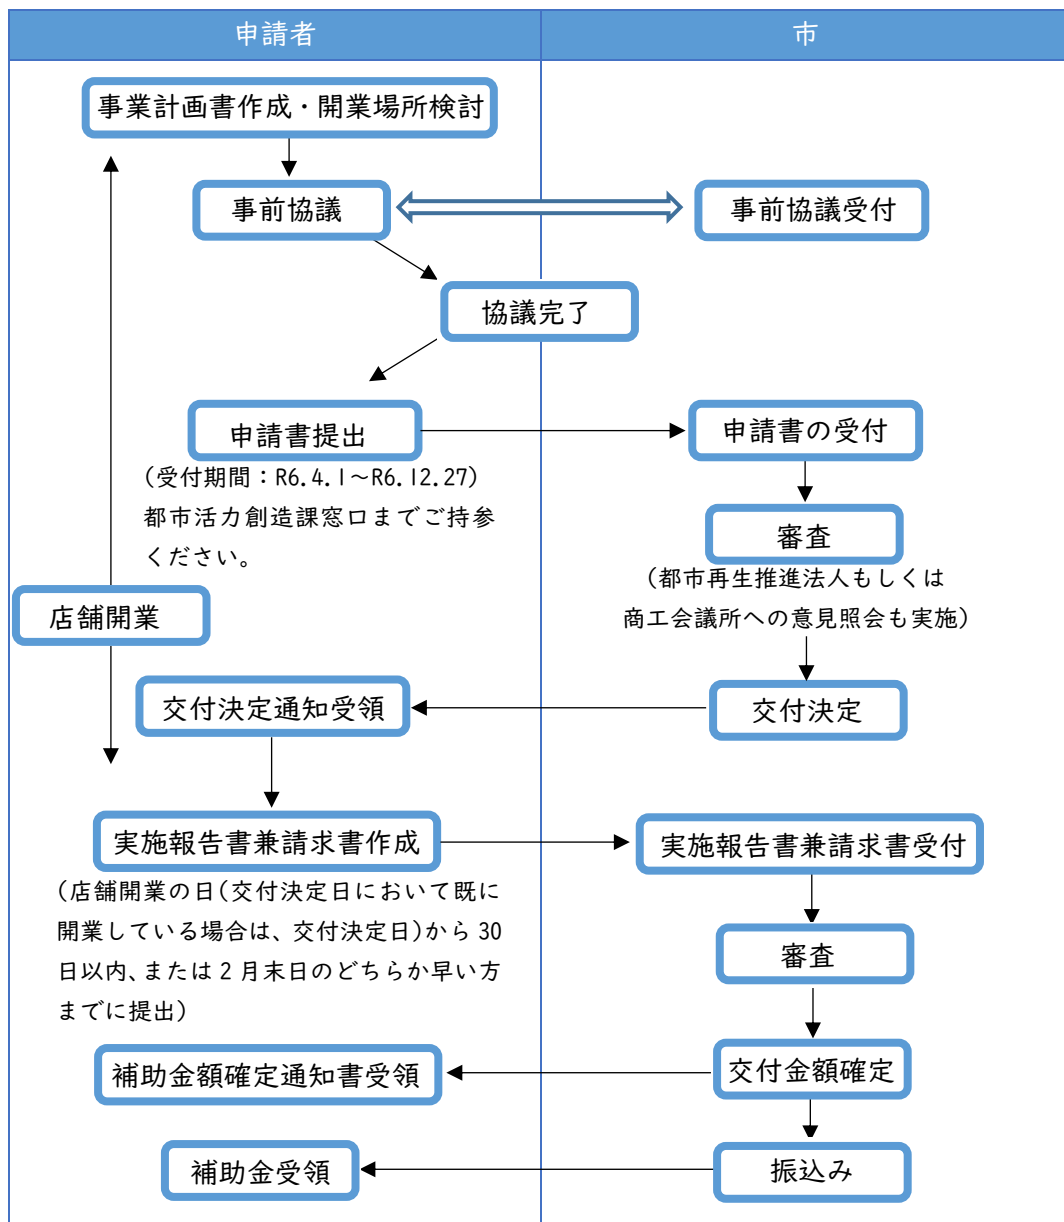 申請者
市
事業計画書作成・開業場所検討
事前協議
事前協議受付
協議完了
申請書提出
申請書の受付
(受付期間：R6.4.1～R6.12.27)
都市活力創造課窓口までご持参
ください。
審査
(都市再生推進法人もしくは
商工会議所への意見照会も実施)
店舗開業
交付決定通知受領
交付決定
実施報告書兼請求書作成
実施報告書兼請求書受付
(店舗開業の日(交付決定日において既に
開業している場合は、交付決定日)から 30
日以内、または 2 月末日のどちらか早い方
までに提出)
審査
補助金額確定通知書受領
交付金額確定
補助金受領
振込み